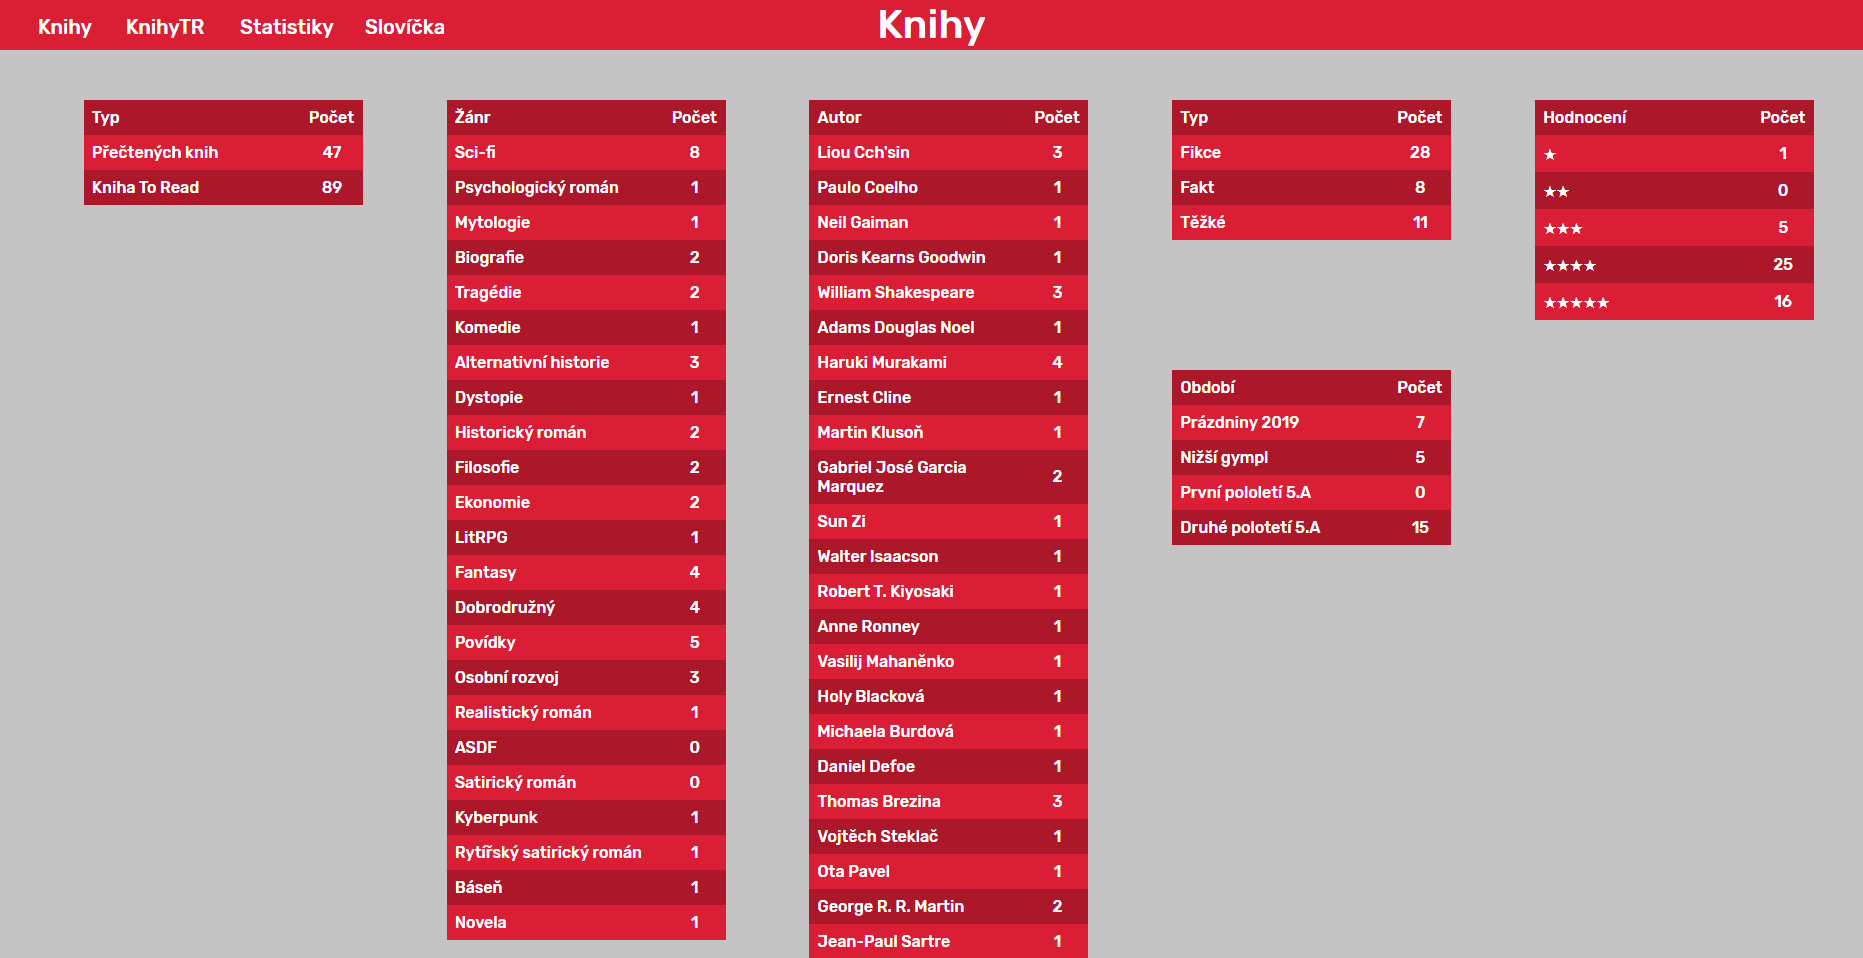 Knihy KnihyTR Statistiky Slovíčka
Knihy
Typ Počet
Přečtených knih 47
Kniha To Read 89
Žánr Počet
Sci-fi 8
Psychologický román 1
Mytologie 1
Biografie 2
Tragédie 2
Komedie 1
Alternativní historie 3
Dystopie 1
Historický román 2
Filosofie 2
Ekonomie 2
LitRPG 1
Fantasy 4
Dobrodružný 4
Povídky 5
Osobní rozvoj 3
Realistický román 1
ASDF 0
Satirický román 0
Kyberpunk 1
Rytířský satirický román 1
Báseň 1
Novela 1
Autor Počet
Liou Cch'sin 3
Paulo Coelho 1
Neil Gaiman 1
Doris Kearns Goodwin 1
William Shakespeare 3
Adams Douglas Noel 1
Haruki Murakami 4
Ernest Cline 1
Martin Klusoň 1
Gabriel José Garcia
Marquez 2
Sun Zi 1
Walter Isaacson 1
Robert T. Kiyosaki 1
Anne Ronney 1
Vasilij Mahaněnko 1
Holy Blacková 1
Michaela Burdová 1
Daniel Defoe 1
Thomas Brezina 3
Vojtěch Steklač 1
Ota Pavel 1
George R. R. Martin 2
Jean-Paul Sartre 1
Typ Počet
Fikce 28
Fakt 8
Těžké 11
Období Počet
Prázdniny 2019 7
Nižší gympl 5
První pololetí 5.A 0
Druhé polotetí 5.A 15
Hodnocení Počet
★ 1
★★ 0
★★★ 5
★★★★ 25
★★★★★ 16